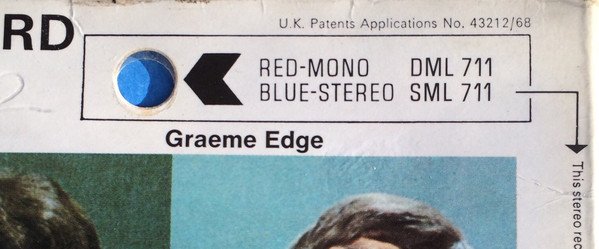 RD
U.K. Patents Applications No. 43212/68
RED-MONO DML 711
BLUE-STEREO SML 711
Graeme Edge
This stereo rec